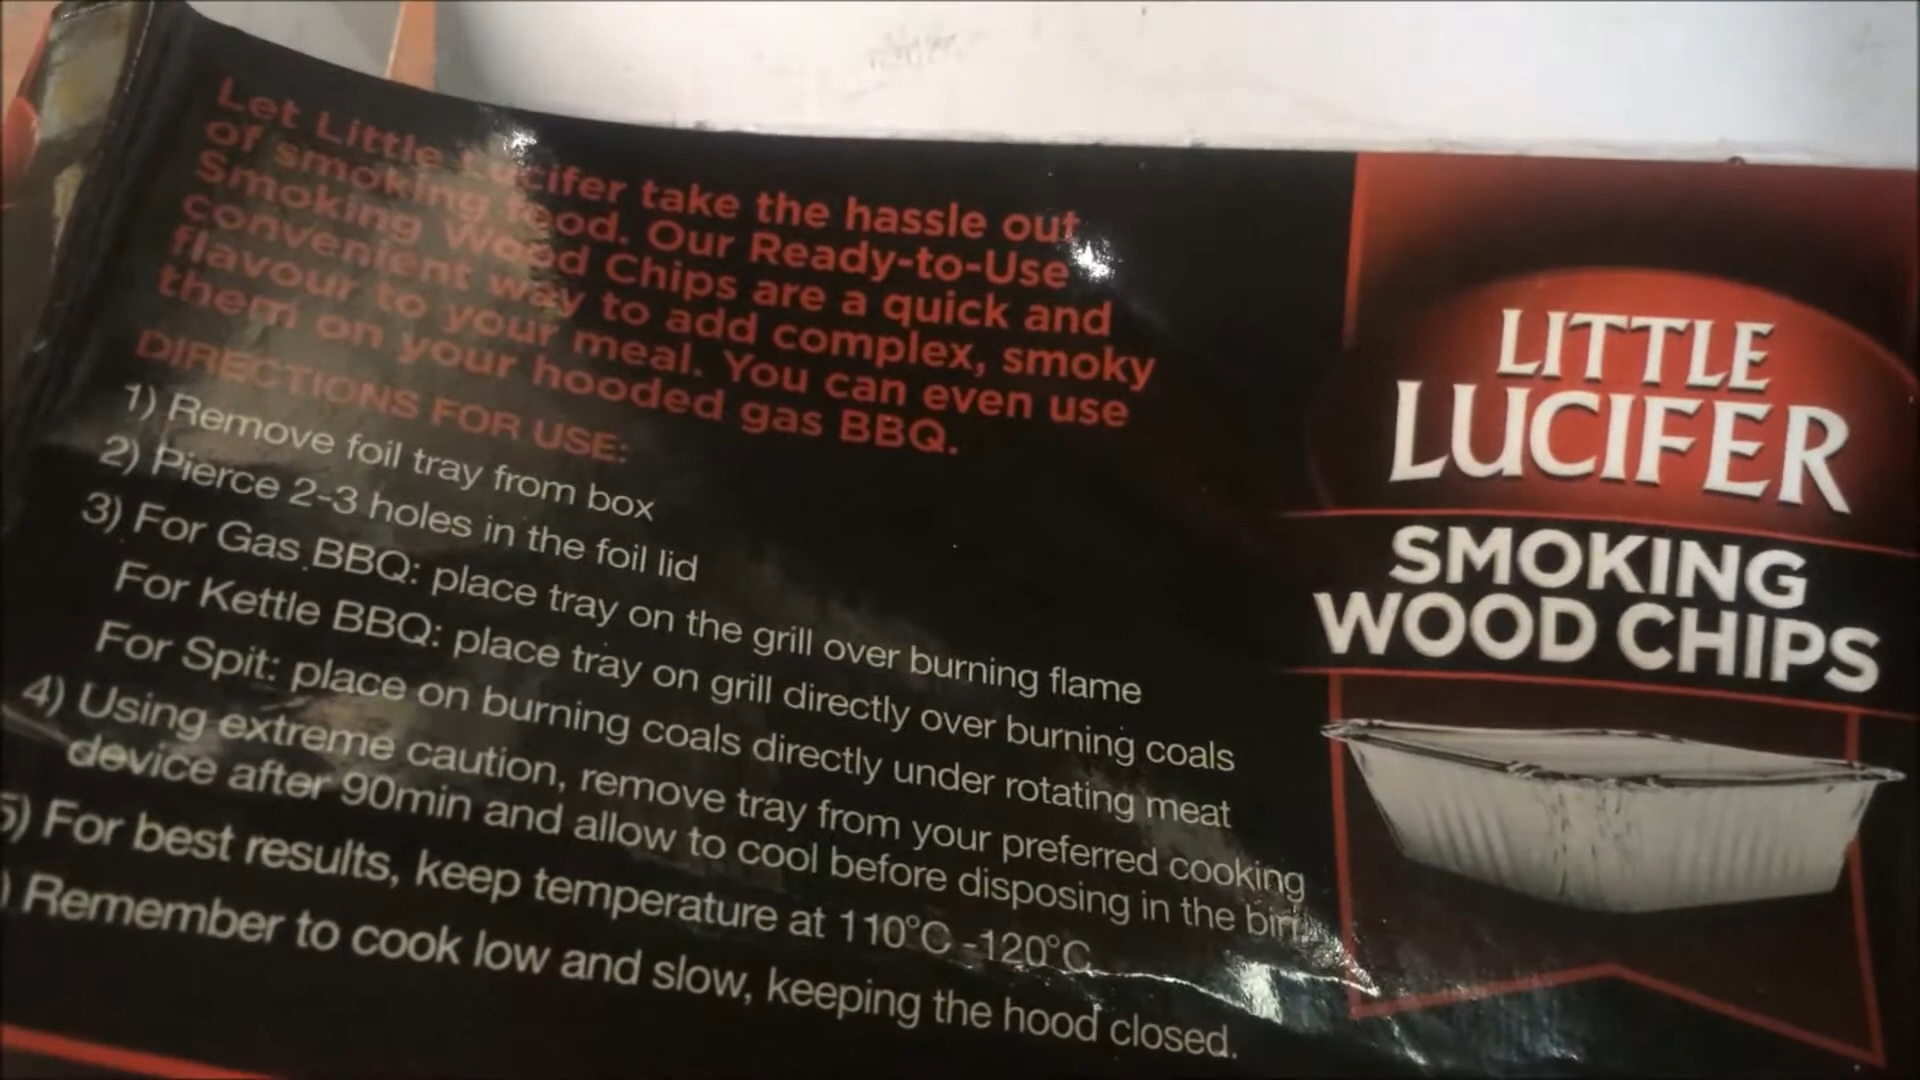 Let Little Lucifer take the hassle out
of smoking food. Our Ready-to-Use
Smoking Wood Chips are a quick and
convenient way to add complex, smoky
flavour to your meal. You can even use
them on your hooded gas BBQ.
DIRECTIONS FOR USE:
1) Remove foil tray from box
2) Pierce 2-3 holes in the foil lid
3) For Gas BBQ: place tray on the grill over burning flame
For Kettle BBQ: place tray on grill directly over burning coals
For Spit: place on burning coals directly under rotating meat
4) Using extreme caution, remove tray from your preferred cooking
device after 90min and allow to cool before disposing in the bin.
5) For best results, keep temperature at 110°C -120°C
) Remember to cook low and slow, keeping the hood closed.
LITTLE
LUCIFER
SMOKING
WOOD CHIPS